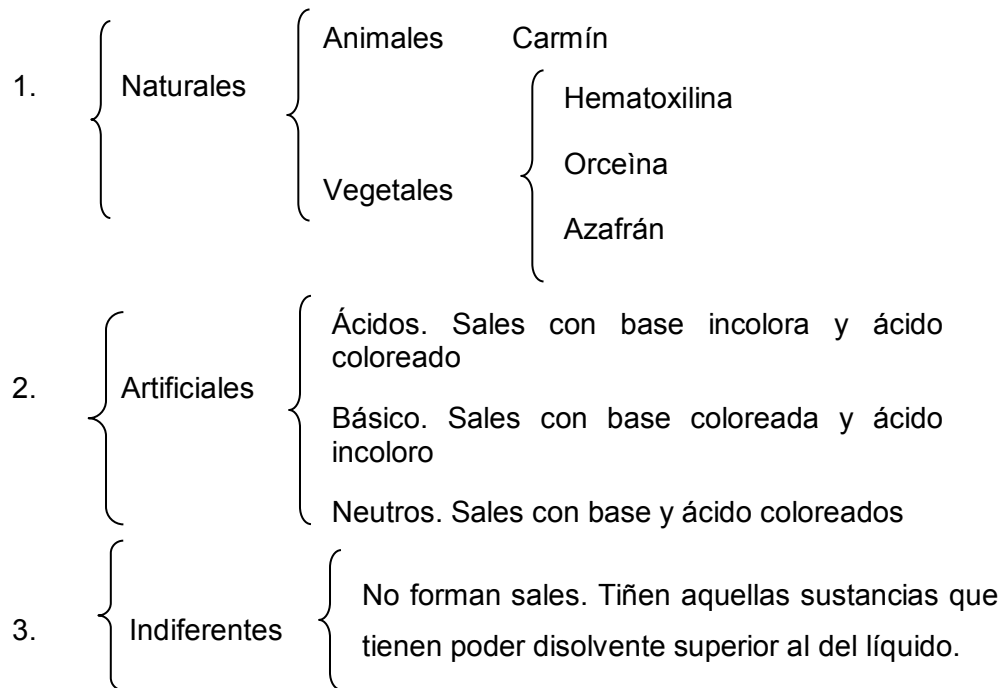 Animales Carmín
1. Naturales
Hematoxilina
Orceìna
Vegetales
Azafrán
Ácidos. Sales con base incolora y ácido
coloreado
2. Artificiales
Básico. Sales con base coloreada y ácido
incoloro
Neutros. Sales con base y ácido coloreados
No forman sales. Tiñen aquellas sustancias que
3. Indiferentes
tienen poder disolvente superior al del líquido.